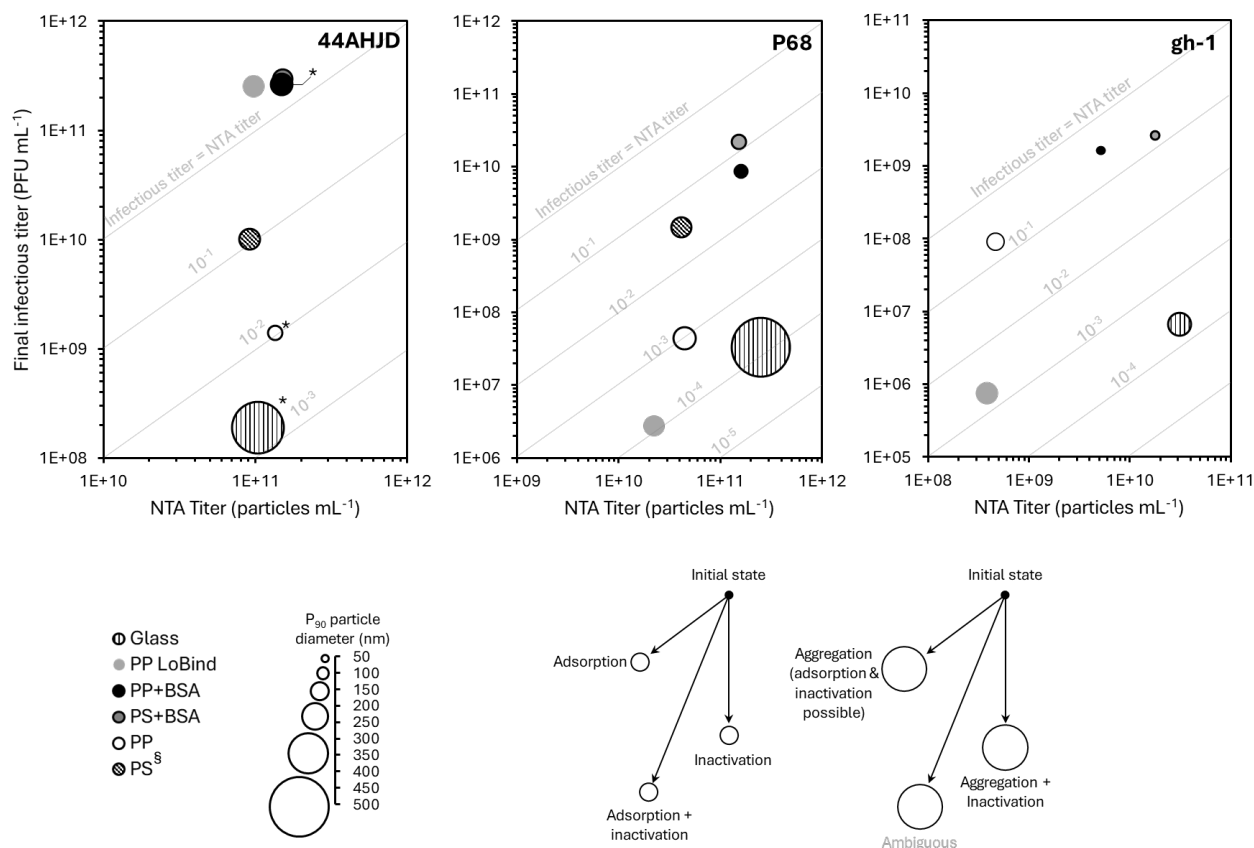 44AHJD
P68
gh-1
Final infectious titer (PFU mL⁻¹)
1E+12
1E+11
1E+10
1E+09
1E+08
1E+10
1E+11
1E+12
NTA Titer (particles mL⁻¹)
Infectious titer = NTA titer
10⁻¹
10⁻²
10⁻³
*
*
*
1E+12
1E+11
1E+10
1E+09
1E+08
1E+07
1E+06
1E+09
1E+10
1E+11
1E+12
NTA Titer (particles mL⁻¹)
Infectious titer = NTA titer
10⁻¹
10⁻²
10⁻³
10⁻⁴
10⁻⁵
1E+11
1E+10
1E+09
1E+08
1E+07
1E+06
1E+05
1E+08
1E+09
1E+10
1E+11
NTA Titer (particles mL⁻¹)
Infectious titer = NTA titer
10⁻¹
10⁻²
10⁻³
10⁻⁴
Glass
PP LoBind
PP+BSA
PS+BSA
PP
PS§
P₉₀ particle
diameter (nm)
50
100
150
200
250
300
350
400
450
500
Initial state
Adsorption
Inactivation
Adsorption +
inactivation
Initial state
Aggregation
(adsorption &
inactivation
possible)
Aggregation +
Inactivation
Ambiguous